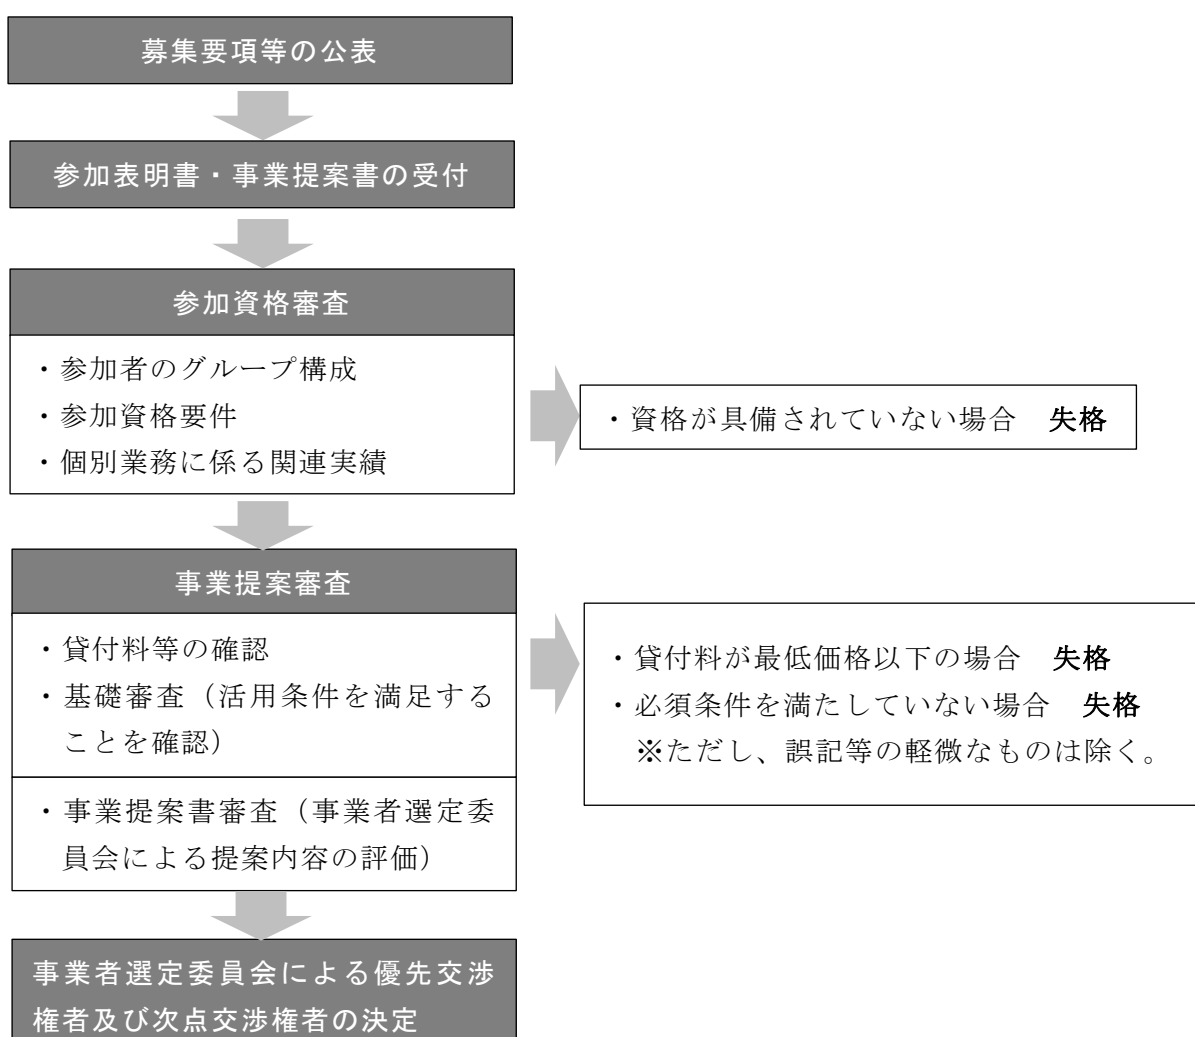 募集要項等の公表
参加表明書・事業提案書の受付
参加資格審査
・参加者のグループ構成
・参加資格要件
・個別業務に係る関連実績
・資格が具備されていない場合　失格
事業提案審査
・貸付料等の確認
・基礎審査（活用条件を満足する
ことを確認）
・貸付料が最低価格以下の場合　失格
・必須条件を満たしていない場合　失格
※ただし、誤記等の軽微なものは除く。
・事業提案書審査（事業者選定委
員会による提案内容の評価）
事業者選定委員会による優先交渉
権者及び次点交渉権者の決定